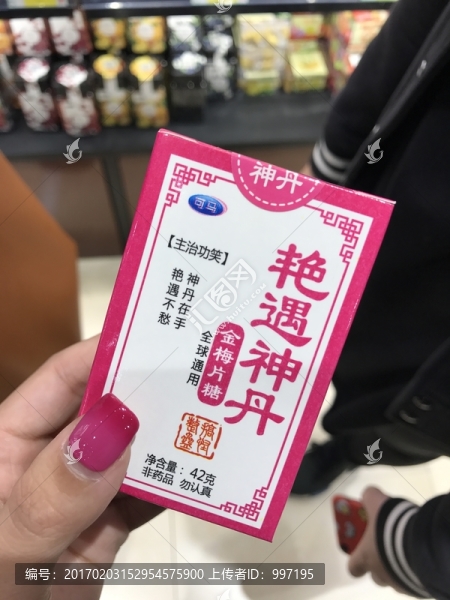 神丹
可马
【主治功笑】
艳遇神丹
金梅片糖
神丹在手
艳遇不愁
全球通用
净含量：42克
非药品 勿认真
编号：20170203152954575900 上传者ID：997195